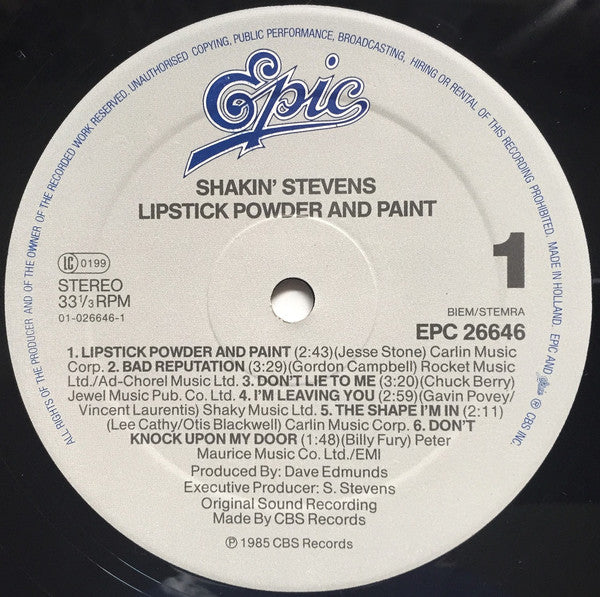 ALL RIGHTS OF THE PRODUCER AND OF THE OWNER OF THE RECORDED WORK RESERVED. UNAUTHORISED COPYING, PUBLIC PERFORMANCE, BROADCASTING, HIRING OR RENTAL OF THIS RECORDING PROHIBITED. MADE IN HOLLAND. EPIC AND Epic ® CBS INC.
Epic
SHAKIN' STEVENS
LIPSTICK POWDER AND PAINT
1
LC 0199
STEREO
33⅓ RPM
01-026646-1
BIEM/STEMRA
EPC 26646
1. LIPSTICK POWDER AND PAINT (2:43)(Jesse Stone) Carlin Music
Corp. 2. BAD REPUTATION (3:29)(Gordon Campbell) Rocket Music
Ltd./Ad-Chorel Music Ltd. 3. DON'T LIE TO ME (3:20)(Chuck Berry)
Jewel Music Pub. Co. Ltd. 4. I'M LEAVING YOU (2:59)(Gavin Povey/
Vincent Laurentis) Shaky Music Ltd. 5. THE SHAPE I'M IN (2:11)
(Lee Cathy/Otis Blackwell) Carlin Music Corp. 6. DON'T
KNOCK UPON MY DOOR (1:48)(Billy Fury) Peter
Maurice Music Co. Ltd./EMI
Produced By: Dave Edmunds
Executive Producer: S. Stevens
Original Sound Recording
Made By CBS Records
℗ 1985 CBS Records